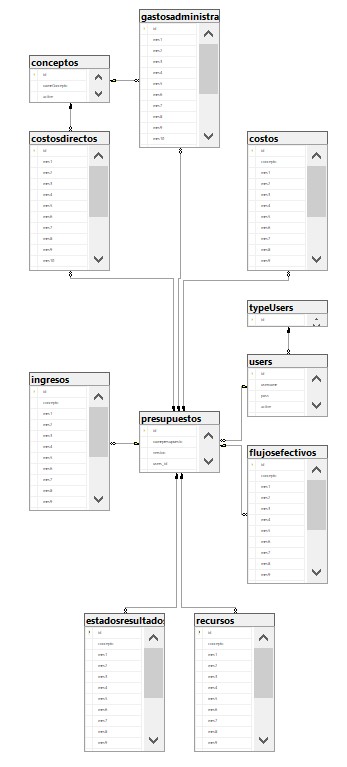 gastosadministra
id
mes1
mes2
mes3
mes4
mes5
mes6
mes7
mes8
mes9
mes10
conceptos
id
nameConcepto
active
costosdirectos
id
mes1
mes2
mes3
mes4
mes5
mes6
mes7
mes8
mes9
mes10
costos
id
concepto
mes1
mes2
mes3
mes4
mes5
mes6
mes7
mes8
mes9
typeUsers
id
users
id
username
pass
active
ingresos
id
concepto
mes1
mes2
mes3
mes4
mes5
mes6
mes7
mes8
mes9
presupuestos
id
version
users_id
flujosefectivos
id
concepto
mes1
mes2
mes3
mes4
mes5
mes6
mes7
mes8
mes9
estadosresultados
id
concepto
mes1
mes2
mes3
mes4
mes5
mes6
mes7
mes8
mes9
recursos
id
concepto
mes1
mes2
mes3
mes4
mes5
mes6
mes7
mes8
mes9